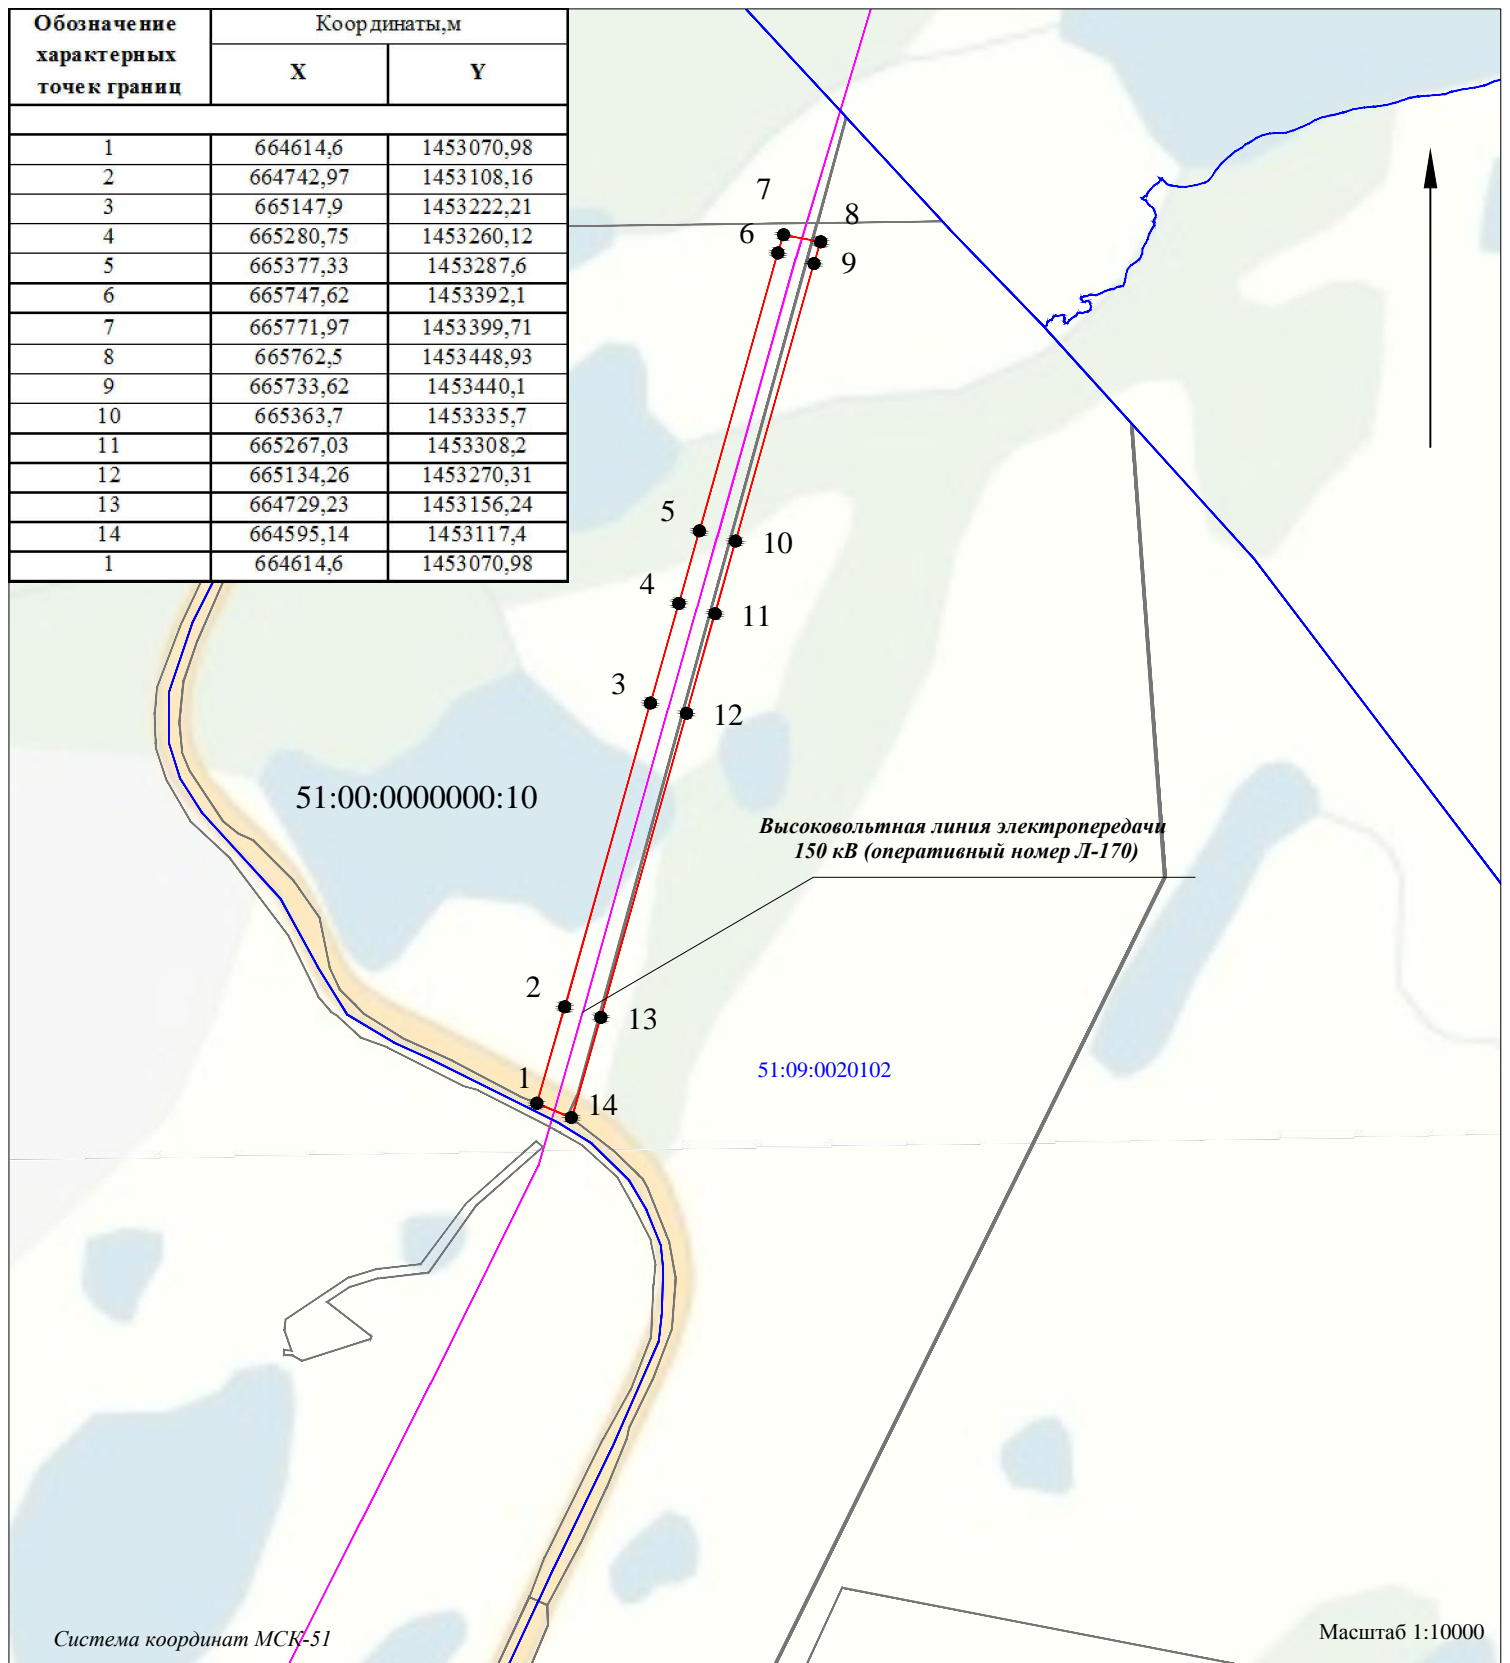 Обозначение характерных точек границ Координаты,м
X Y
1 664614,6 1453070,98
2 664742,97 1453108,16
3 665147,9 1453222,21
4 665280,75 1453260,12
5 665377,33 1453287,6
6 665747,62 1453392,1
7 665771,97 1453399,71
8 665762,5 1453448,93
9 665733,62 1453440,1
10 665363,7 1453335,7
11 665267,03 1453308,2
12 665134,26 1453270,31
13 664729,23 1453156,24
14 664595,14 1453117,4
1 664614,6 1453070,98
7
8
6
9
5
10
4
11
3
12
51:00:0000000:10
Высоковольтная линия электропередачи
150 кВ (оперативный номер Л-170)
2
13
51:09:0020102
1
14
Система координат МСК-51
Масштаб 1:10000